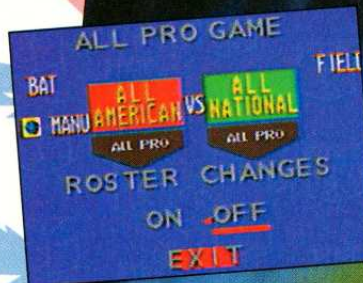 ALL PRO GAME
BAT FIELD
MANU ALL AMERICAN VS ALL NATIONAL
ALL PRO ALL PRO
ROSTER CHANGES
ON OFF
EXIT